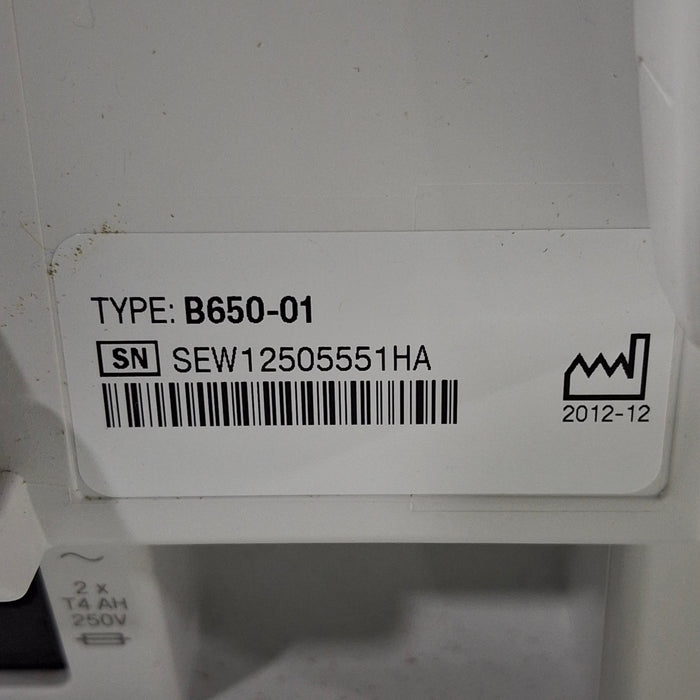 TYPE: B650-01
SN SEW12505551HA
2012-12
2 x
T4 AH
250V